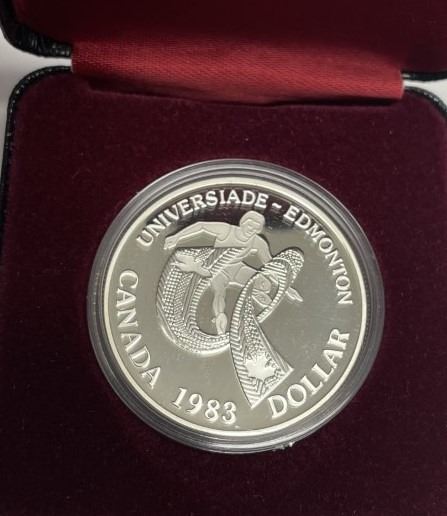 UNIVERSIADE - EDMONTON
CANADA 1983 DOLLAR